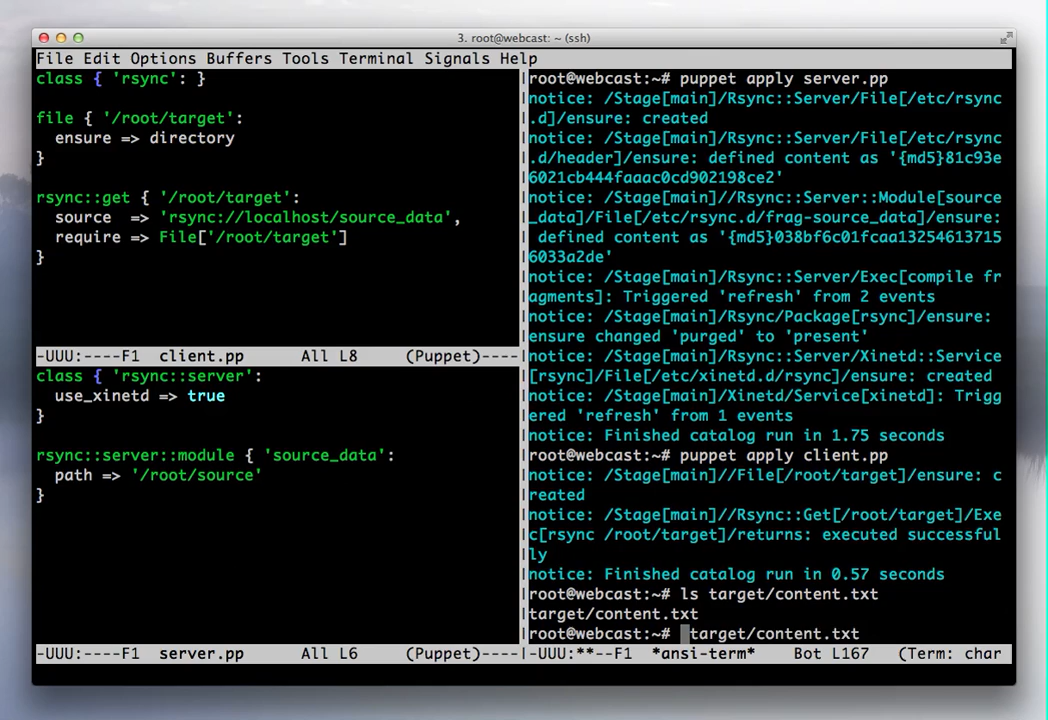 3. root@webcast: ~ (ssh)
File Edit Options Buffers Tools Terminal Signals Help
class { 'rsync': }
file { '/root/target':
  ensure => directory
}
rsync::get { '/root/target':
  source  => 'rsync://localhost/source_data',
  require => File['/root/target']
}
-UUU:----F1  client.pp      All L8     (Puppet)----
class { 'rsync::server':
  use_xinetd => true
}
rsync::server::module { 'source_data':
  path => '/root/source'
}
-UUU:----F1  server.pp      All L6     (Puppet)----
root@webcast:~# puppet apply server.pp
notice: /Stage[main]/Rsync::Server/File[/etc/rsync
.d]/ensure: created
notice: /Stage[main]/Rsync::Server/File[/etc/rsync
.d/header]/ensure: defined content as '{md5}81c93e
6021cb444faaac0cd902198ce2'
notice: /Stage[main]/Rsync::Server::Module[source
_data]/File[/etc/rsync.d/frag-source_data]/ensure:
 defined content as '{md5}038bf6c01fcaa13254613715
6033a2de'
notice: /Stage[main]/Rsync::Server/Exec[compile fr
agments]: Triggered 'refresh' from 2 events
notice: /Stage[main]/Rsync/Package[rsync]/ensure:
ensure changed 'purged' to 'present'
notice: /Stage[main]/Rsync::Server/Xinetd::Service
[rsync]/File[/etc/xinetd.d/rsync]/ensure: created
notice: /Stage[main]/Xinetd/Service[xinetd]: Trigg
ered 'refresh' from 1 events
notice: Finished catalog run in 1.75 seconds
root@webcast:~# puppet apply client.pp
notice: /Stage[main]//File[/root/target]/ensure: c
reated
notice: /Stage[main]//Rsync::Get[/root/target]/Exe
c[rsync /root/target]/returns: executed successful
ly
notice: Finished catalog run in 0.57 seconds
root@webcast:~# ls target/content.txt
target/content.txt
root@webcast:~# target/content.txt
-UUU:**--F1  *ansi-term*    Bot L167   (Term: char